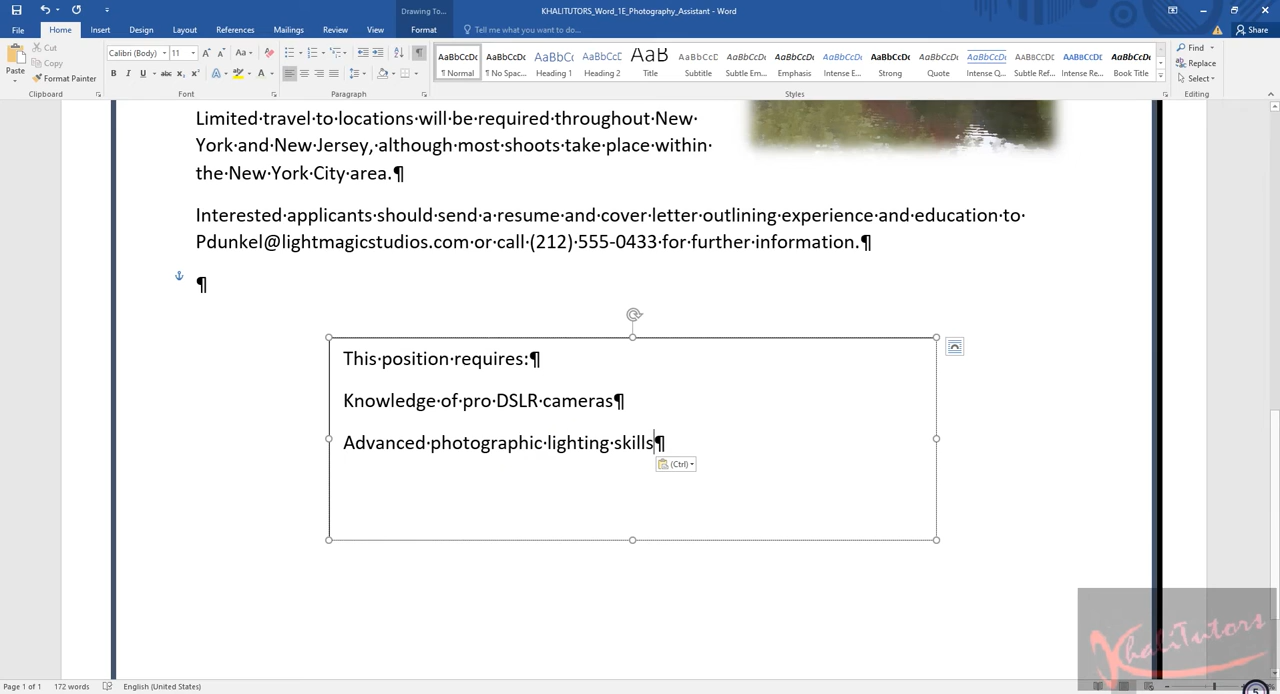 Drawing To...
KHALITUTORS_Word_1E_Photography_Assistant - Word
File Home Insert Design Layout References Mailings Review View Format Tell me what you want to do... Share
Paste
Cut
Copy
Format Painter
Clipboard
Calibri (Body) 11
Font
Paragraph
AaBbCcDc AaBbCcDc AaBbCc AaBbCcD AaB AaBbCcD AaBbCcDc AaBbCcDc AaBbCcDc AaBbCcDc AaBbCcDc AaBbCcDc
¶ Normal ¶ No Spac... Heading 1 Heading 2 Title Subtitle Subtle Em... Emphasis Intense E... Strong Quote Intense Q... Subtle Ref... Intense Re... Book Title
Styles
Find
Replace
Select
Editing
Limited·travel·to·locations·will·be·required·throughout·New·
York·and·New·Jersey,·although·most·shoots·take·place·within·
the·New·York·City·area.¶
Interested·applicants·should·send·a·resume·and·cover·letter·outlining·experience·and·education·to·
Pdunkel@lightmagicstudios.com·or·call·(212)·555-0433·for·further·information.¶
¶
This·position·requires:¶
Knowledge·of·pro·DSLR·cameras¶
Advanced·photographic·lighting·skills¶
(Ctrl)
KhaliTutors
Page 1 of 1 172 words English (United States)